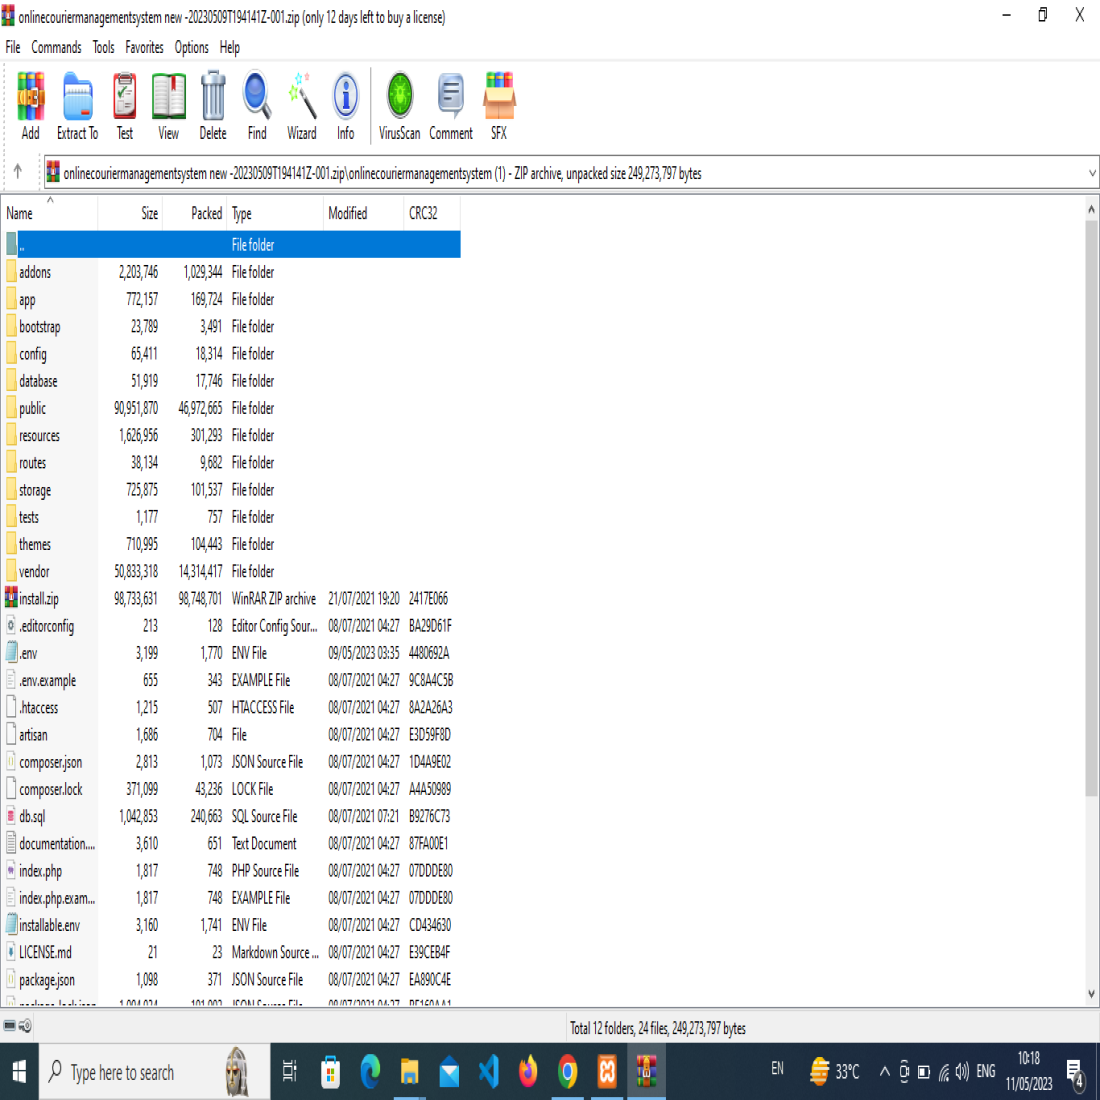 onlinecouriermanagementsystem new -20230509T194141Z-001.zip (only 12 days left to buy a license)
File Commands Tools Favorites Options Help
Add Extract To Test View Delete Find Wizard Info VirusScan Comment SFX
onlinecouriermanagementsystem new -20230509T194141Z-001.zip\onlinecouriermanagementsystem (1) - ZIP archive, unpacked size 249,273,797 bytes
Name Size Packed Type Modified CRC32
.. File folder
addons 2,203,746 1,029,344 File folder
app 772,157 169,724 File folder
bootstrap 23,789 3,491 File folder
config 65,411 18,314 File folder
database 51,919 17,746 File folder
public 90,951,870 46,972,665 File folder
resources 1,626,956 301,293 File folder
routes 38,134 9,682 File folder
storage 725,875 101,537 File folder
tests 1,177 757 File folder
themes 710,995 104,443 File folder
vendor 50,833,318 14,314,417 File folder
install.zip 98,733,631 98,748,701 WinRAR ZIP archive 21/07/2021 19:20 2417E066
.editorconfig 213 128 Editor Config Sour... 08/07/2021 04:27 BA29D61F
.env 3,199 1,770 ENV File 09/05/2023 03:35 4480692A
.env.example 655 343 EXAMPLE File 08/07/2021 04:27 9C8A4C5B
.htaccess 1,215 507 HTACCESS File 08/07/2021 04:27 8A2A26A3
artisan 1,686 704 File 08/07/2021 04:27 E3D59F8D
composer.json 2,813 1,073 JSON Source File 08/07/2021 04:27 1D4A9E02
composer.lock 371,099 43,236 LOCK File 08/07/2021 04:27 A4A50989
db.sql 1,042,853 240,663 SQL Source File 08/07/2021 07:21 B9276C73
documentation.... 3,610 651 Text Document 08/07/2021 04:27 87FA00E1
index.php 1,817 748 PHP Source File 08/07/2021 04:27 07DDDE80
index.php.exam... 1,817 748 EXAMPLE File 08/07/2021 04:27 07DDDE80
installable.env 3,160 1,741 ENV File 08/07/2021 04:27 CD434630
LICENSE.md 21 23 Markdown Source ... 08/07/2021 04:27 E39CEB4F
package.json 1,098 371 JSON Source File 08/07/2021 04:27 EA890C4E
Total 12 folders, 24 files, 249,273,797 bytes
Type here to search
EN 33°C ENG
10:18
11/05/2023
4